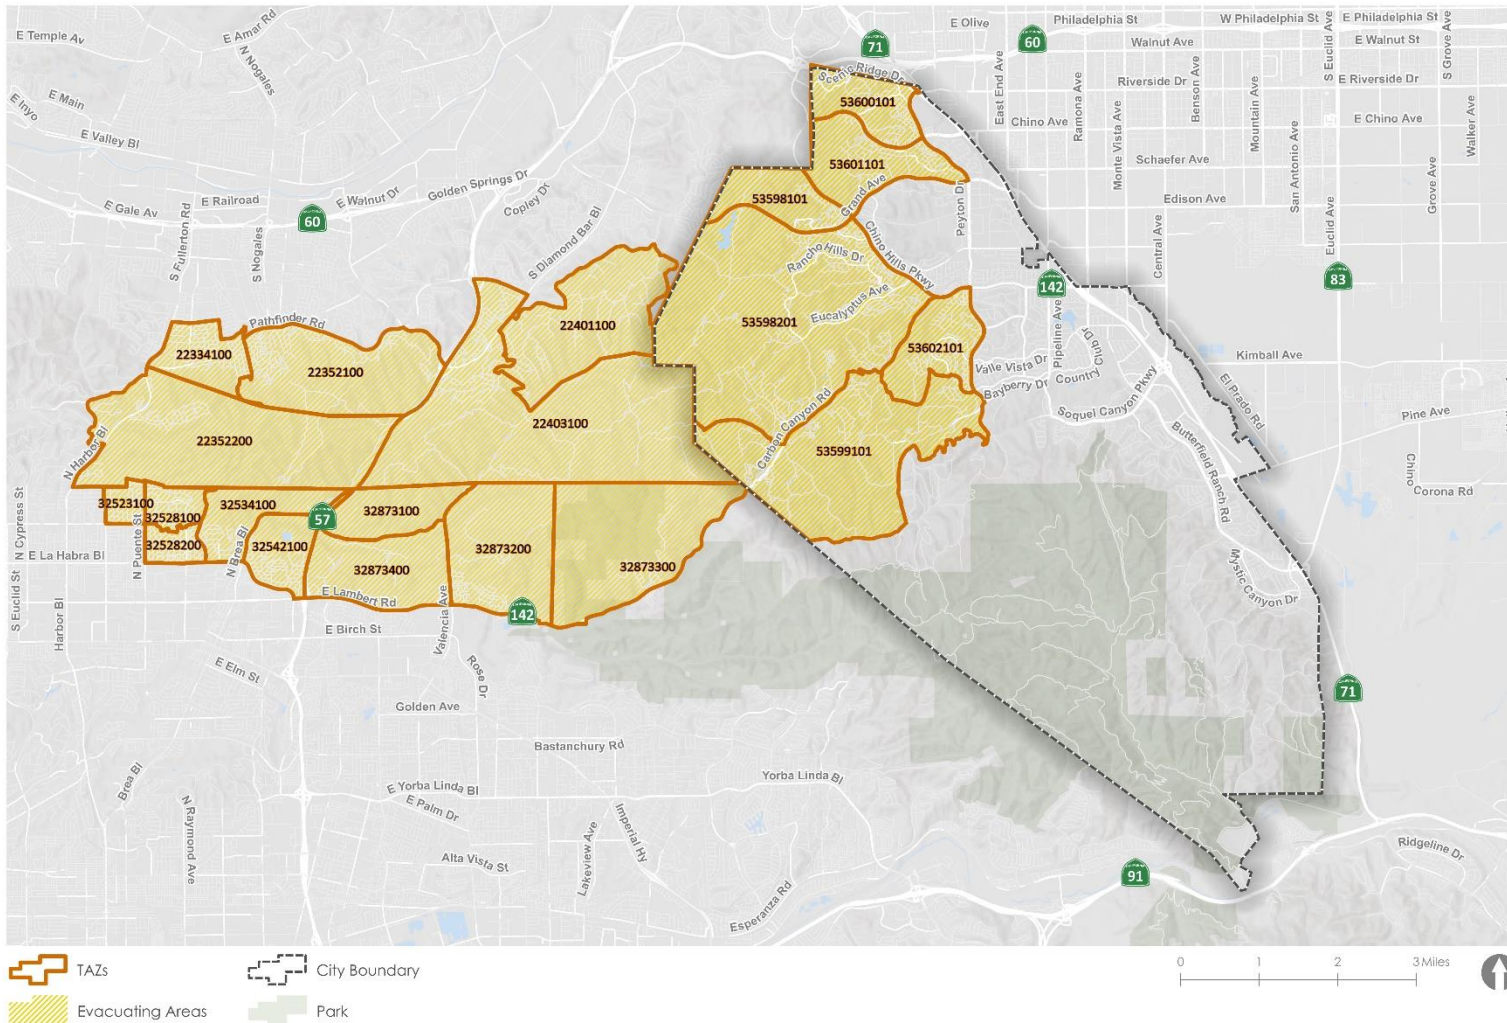 E Temple Av
E Amar Rd
N Nogales
E Main
E Inyo
E Valley Bl
E Gale Av
E Railroad
S Fullerton Rd
60
E Walnut Dr
Golden Springs Dr
Copley Dr
S Nogales
S Diamond Bar Bl
Pathfinder Rd
71
Scenic Ridge Dr
E Olive
60
Philadelphia St
W Philadelphia St
E Philadelphia St
Walnut Ave
E Walnut St
Riverside Dr
E Riverside Dr
S Euclid Ave
S Grove Ave
East End Ave
Ramona Ave
Monte Vista Ave
Benson Ave
Mountain Ave
San Antonio Ave
Chino Ave
E Chino Ave
Schaefer Ave
Walker Ave
Edison Ave
Grove Ave
Euclid Ave
Central Ave
83
Peyton Dr
Grand Ave
Chino Hills Pkwy
Rancho Hills Dr
Eucalyptus Ave
142
Pipeline Ave
Club Dr
Country
Valle Vista Dr
Bayberry Dr
Kimball Ave
Soquel Canyon Pkwy
El Prado Rd
Pine Ave
Chino
Corona Rd
Butterfield Ranch Rd
Mystic Canyon Dr
Carbon Canyon Rd
53600101
53601101
53598101
53598201
53602101
53599101
22401100
22403100
22334100
22352100
22352200
32523100
32528100
32528200
32534100
32542100
32873100
32873200
32873300
32873400
57
N Harbor Bl
N Cypress St
N Puente St
N Brea Bl
E La Habra Bl
S Euclid St
Harbor Bl
E Lambert Rd
142
Valencia Ave
E Birch St
E Elm St
Rose Dr
Golden Ave
Bastanchury Rd
Brea Bl
E Yorba Linda Bl
Yorba Linda Bl
E Palm Dr
N Raymond Ave
Imperial Hy
Alta Vista St
Lakeview Ave
Esperanza Rd
91
71
Ridgeline Dr
TAZs
City Boundary
Evacuating Areas
Park
0 1 2 3 Miles